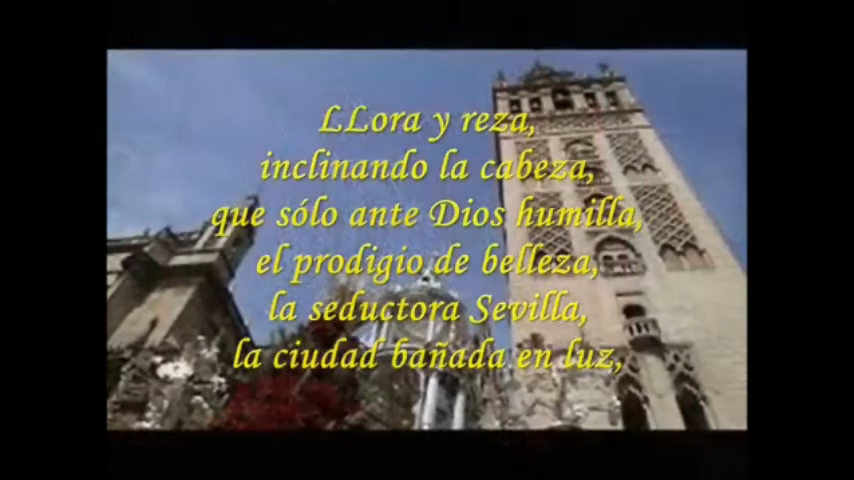 LLora y reza,
inclinando la cabeza,
que sólo ante Dios humilla,
el prodigio de belleza,
la seductora Sevilla,
la ciudad bañada en luz,